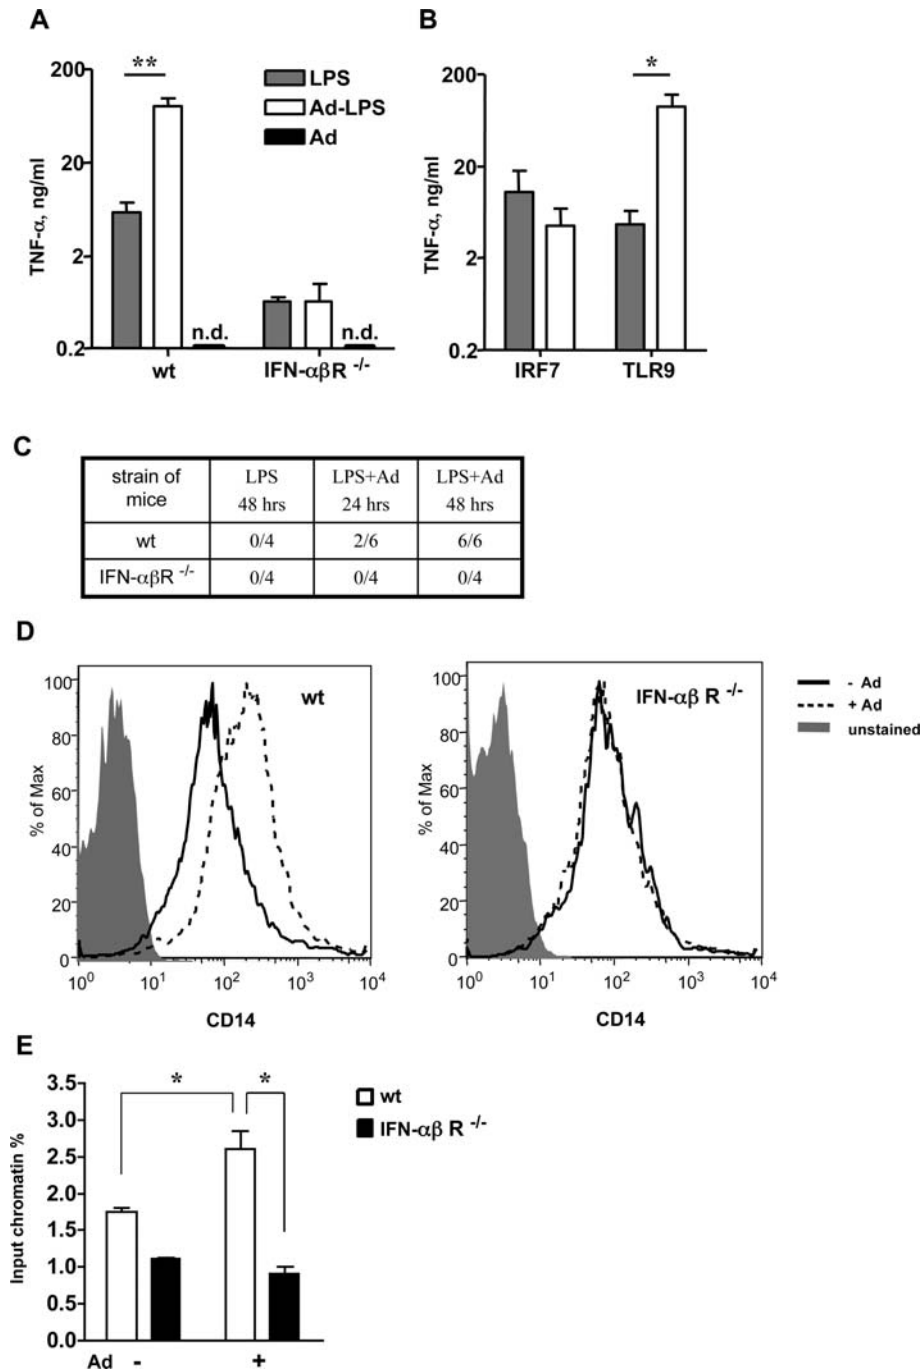 A
TNF-α, ng/ml
200
20
2
0.2
**
n.d.
n.d.
wt
IFN-αβR -/-
LPS
Ad-LPS
Ad
B
TNF-α, ng/ml
200
20
2
0.2
*
IRF7
TLR9
C
strain of mice LPS 48 hrs LPS+Ad 24 hrs LPS+Ad 48 hrs
wt 0/4 2/6 6/6
IFN-αβR -/- 0/4 0/4 0/4
D
% of Max
100
80
60
40
20
0
wt
10^0 10^1 10^2 10^3 10^4
CD14
% of Max
100
80
60
40
20
0
IFN-αβ R -/-
10^0 10^1 10^2 10^3 10^4
CD14
- Ad
+ Ad
unstained
E
Input chromatin %
3.5
3.0
2.5
2.0
1.5
1.0
0.5
0.0
* *
wt
IFN-αβ R -/-
Ad - +